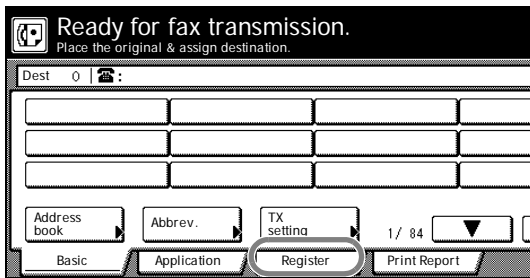 Ready for fax transmission.
Place the original & assign destination.
Dest 0 ☎:
Address book
Abbrev.
TX setting
1/ 84
Basic
Application
Register
Print Report